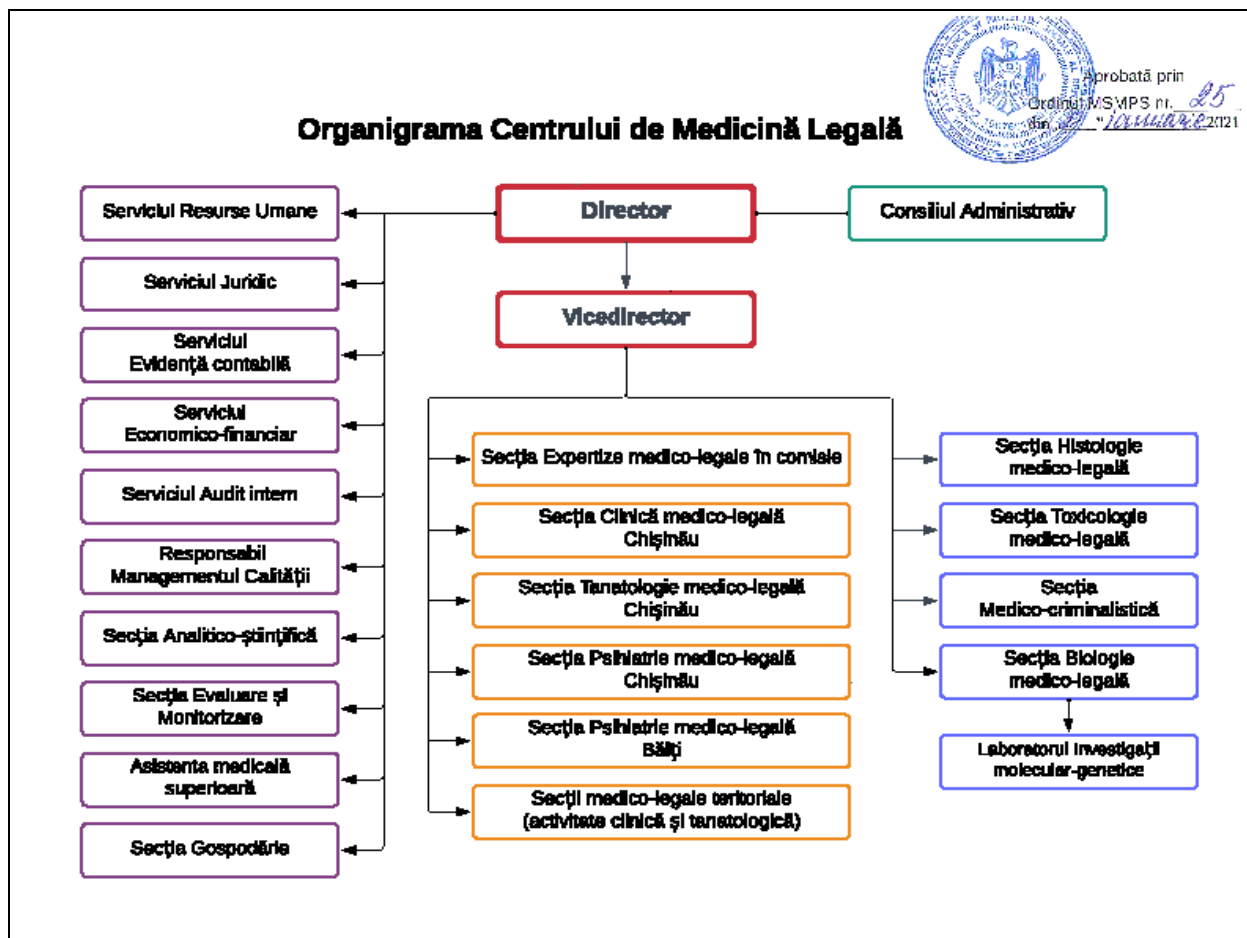 Aprobată prin
Ordinul MSMPS nr. 25
din " ianuarie 2021
Organigrama Centrului de Medicină Legală
Serviciul Resurse Umane
Director
Consiliul Administrativ
Serviciul Juridic
Vicedirector
Serviciul
Evidență contabilă
Serviciul
Economico-financiar
Serviciul Audit intern
Responsabil
Managementul Calității
Secția Analitico-științifică
Secția Evaluare și
Monitorizare
Asistenta medicală
superioară
Secția Gospodărie
Secția Expertize medico-legale în comisie
Secția Clinică medico-legală
Chișinău
Secția Tanatologie medico-legală
Chișinău
Secția Psihiatrie medico-legală
Chișinău
Secția Psihiatrie medico-legală
Bălți
Secții medico-legale teritoriale
(activitate clinică și tanatologică)
Secția Histologie
medico-legală
Secția Toxicologie
medico-legală
Secția
Medico-criminalistică
Secția Biologie
medico-legală
Laboratorul investigații
molecular-genetice